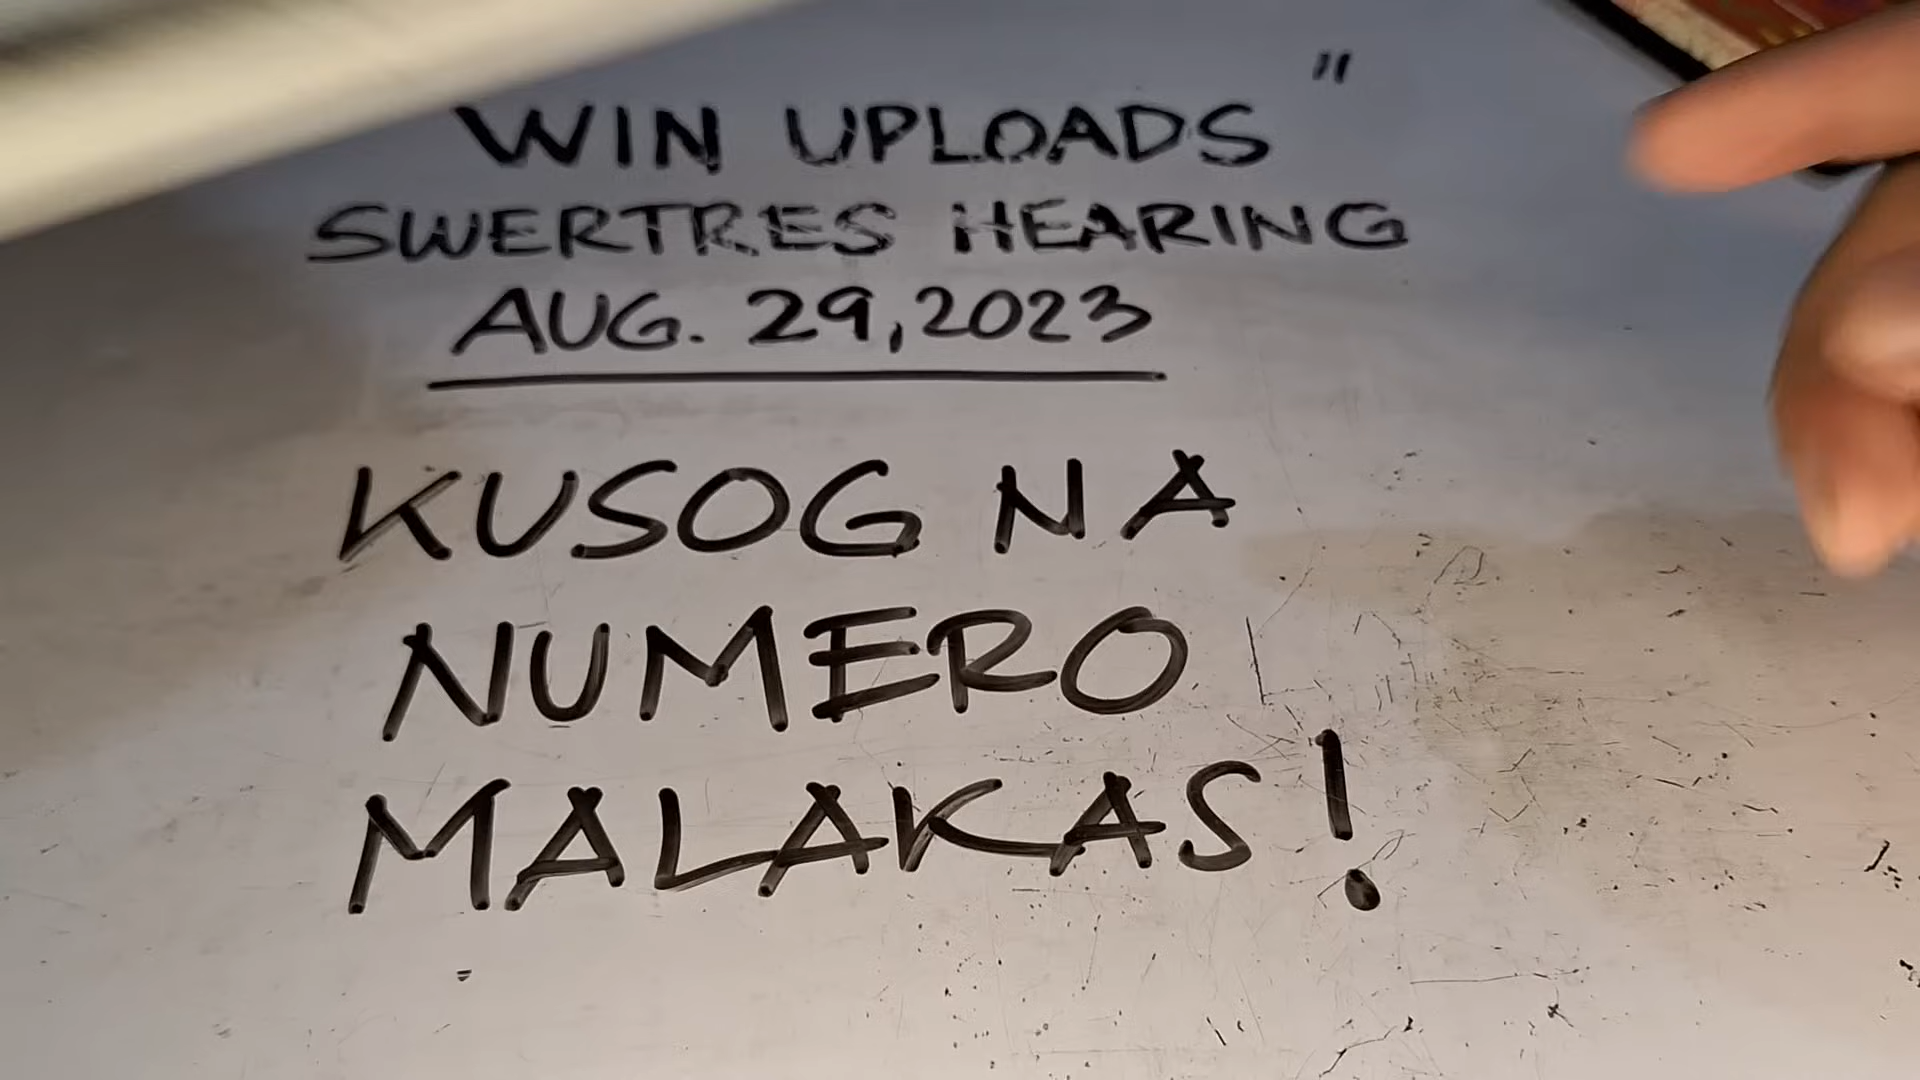 WIN UPLOADS "
SWERTRES HEARING
AUG. 29, 2023
KUSOG NA
NUMERO
MALAKAS!